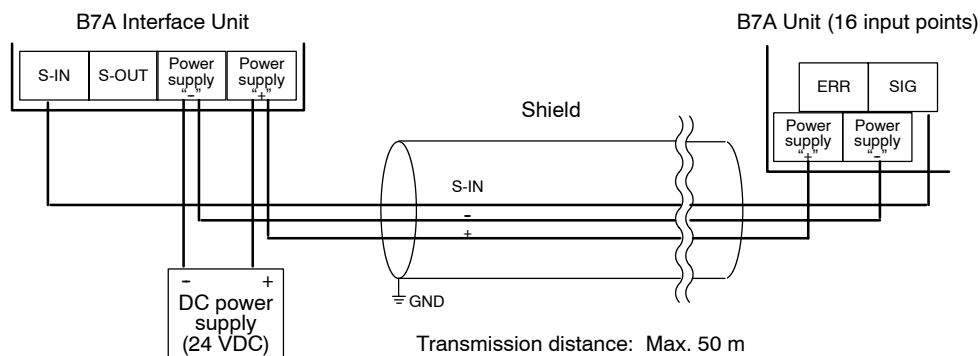 B7A Interface Unit
B7A Unit (16 input points)
S-IN
S-OUT
Power
supply
“-”
Power
supply
“+”
ERR
SIG
Power
supply
“+”
Power
supply
“-”
Shield
S-IN
-
+
- +
DC power
supply
(24 VDC)
GND
Transmission distance: Max. 50 m